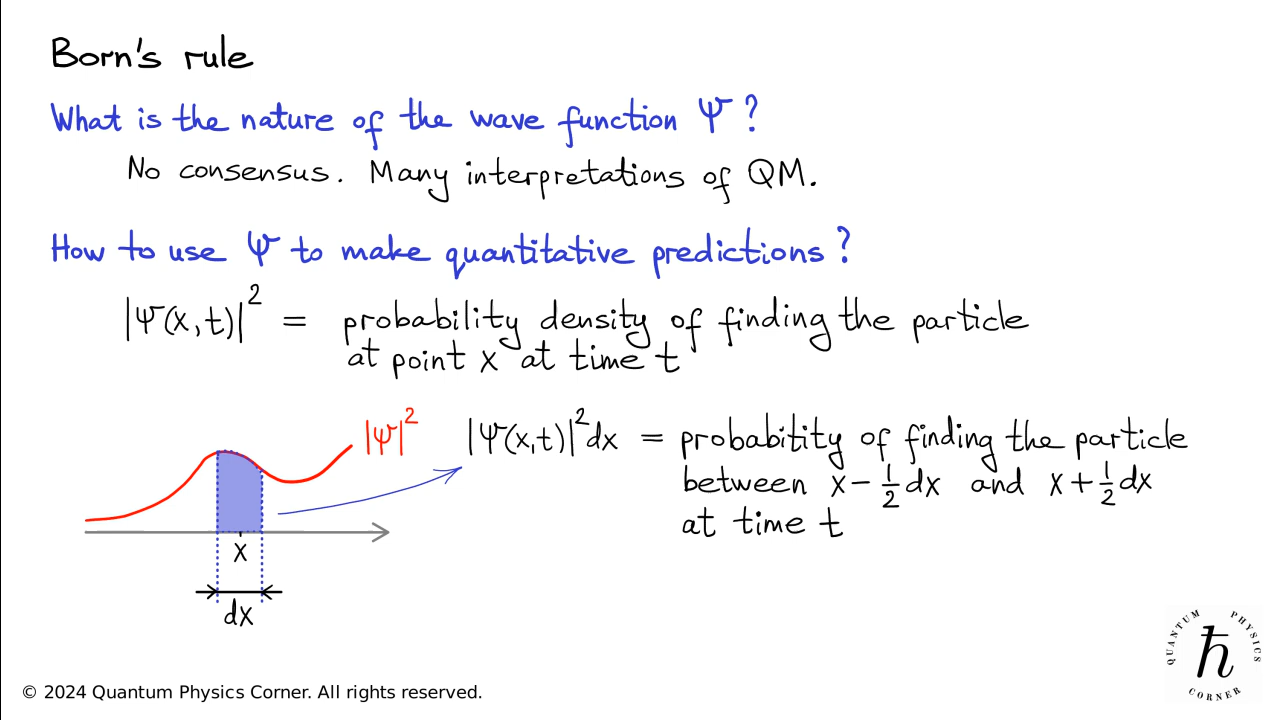 Born's rule
What is the nature of the wave function Ψ?
No consensus. Many interpretations of QM.
How to use Ψ to make quantitative predictions?
|Ψ(x,t)|² = probability density of finding the particle
at point x at time t
|Ψ|²
|Ψ(x,t)|²dx = probabitity of finding the particle
between x-½dx and x+½dx
at time t
x
dx
QUANTUM PHYSICS
ħ
CORNER
© 2024 Quantum Physics Corner. All rights reserved.